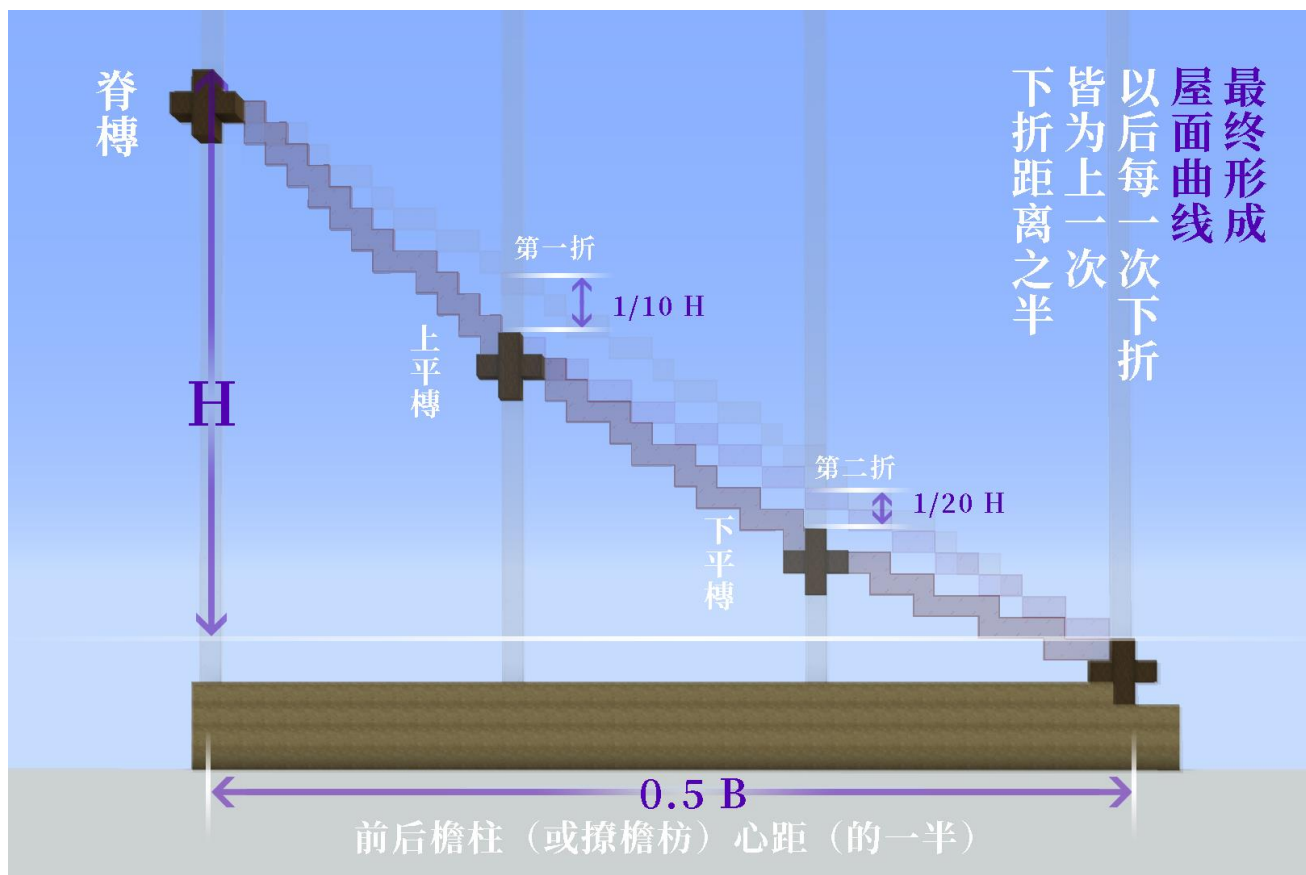 最终形成
屋面曲线
以后每一次下折
皆为上一次
下折距离之半
脊槫
第一折
1/10 H
上平槫
H
第二折
1/20 H
下平槫
0.5 B
前后檐柱（或撩檐枋）心距（的一半）